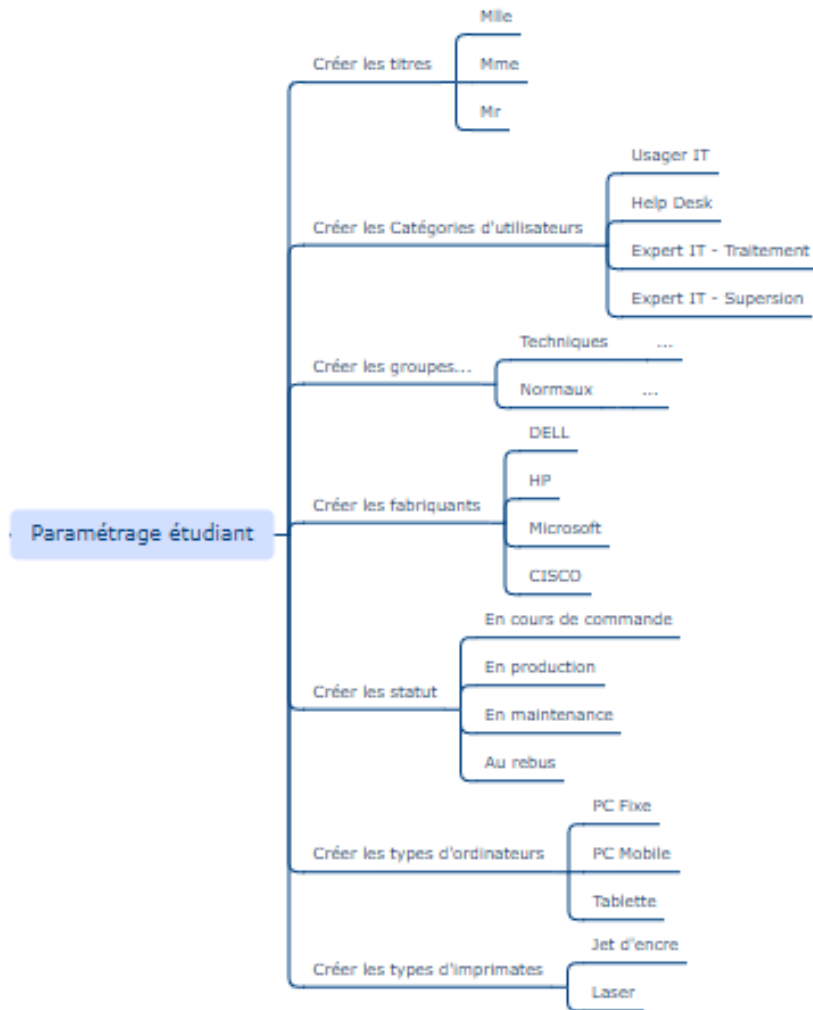 Paramétrage étudiant
Créer les titres
Mlle
Mme
Mr
Créer les Catégories d'utilisateurs
Usager IT
Help Desk
Expert IT - Traitement
Expert IT - Supersion
Créer les groupes...
Techniques ...
Normaux ...
Créer les fabriquants
DELL
HP
Microsoft
CISCO
Créer les statut
En cours de commande
En production
En maintenance
Au rebus
Créer les types d'ordinateurs
PC Fixe
PC Mobile
Tablette
Créer les types d'imprimates
Jet d'encre
Laser